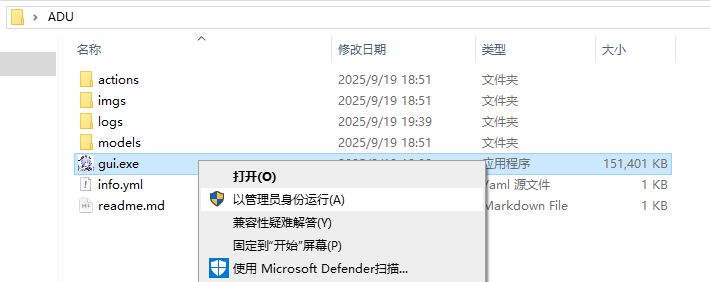 ADU
名称 修改日期 类型 大小
actions 2025/9/19 18:51 文件夹
imgs 2025/9/19 18:51 文件夹
logs 2025/9/19 19:39 文件夹
models 2025/9/19 18:51 文件夹
gui.exe 应用程序 151,401 KB
打开(O)
info.yml Yaml 源文件 1 KB
以管理员身份运行(A)
readme.md Markdown File 1 KB
兼容性疑难解答(Y)
固定到"开始"屏幕(P)
使用 Microsoft Defender扫描...